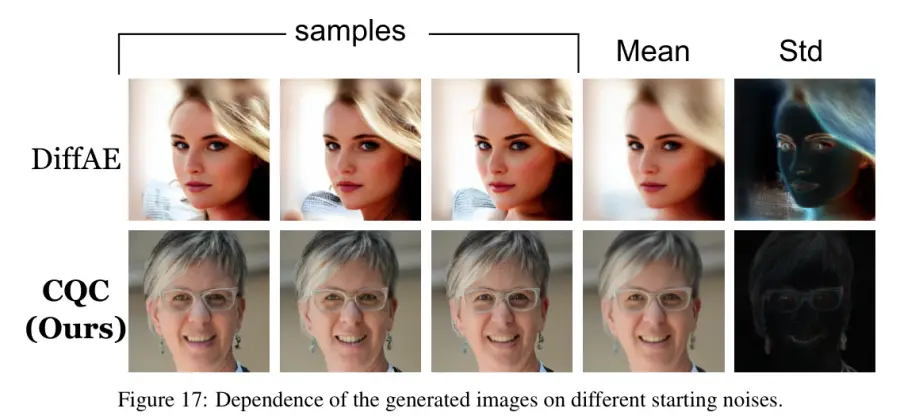 samples
Mean
Std
DiffAE
CQC
(Ours)
Figure 17: Dependence of the generated images on different starting noises.